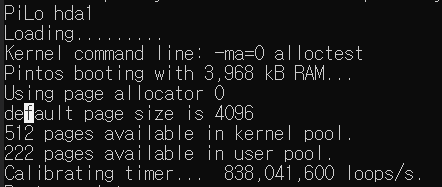 PiLo hda1
Loading.........
Kernel command line: -ma=0 alloctest
Pintos booting with 3,968 kB RAM...
Using page allocator 0
default page size is 4096
512 pages available in kernel pool.
222 pages available in user pool.
Calibrating timer...  838,041,600 loops/s.